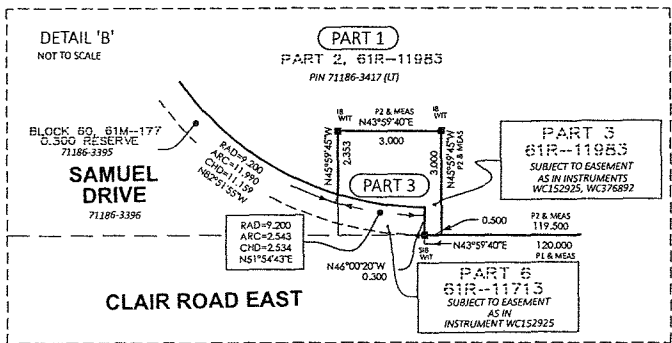 DETAIL 'B'
NOT TO SCALE
PART 1
PART 2, 61R-11983
PIN 71186-3417 (LT)
IB
WIT
P2 & MEAS
N43°59'40"E
3.000
IB
WIT
N45°59'45"W
2.353
3.000
N45°59'45"W
P2 & MEAS
BLOCK 60, 61M--177
0.300 RESERVE
71186-3395
SAMUEL
DRIVE
71186-3396
RAD=9.200
ARC=11.990
CHD=11.159
N82°51'55"W
PART 3
PART 3
61R--11983
SUBJECT TO EASEMENT
AS IN INSTRUMENTS
WC152925, WC376892
RAD=9.200
ARC=2.543
CHD=2.534
N51°54'43"E
N46°00'20"W
0.300
0.500
P2 & MEAS
119.500
SIB
WIT
N43°59'40"E
120.000
P1 & MEAS
CLAIR ROAD EAST
PART 6
61R--11713
SUBJECT TO EASEMENT
AS IN
INSTRUMENT WC152925